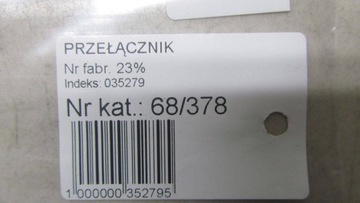 PRZEŁĄCZNIK
Nr fabr. 23%
Indeks: 035279
Nr kat.: 68/378
1 000000 352795